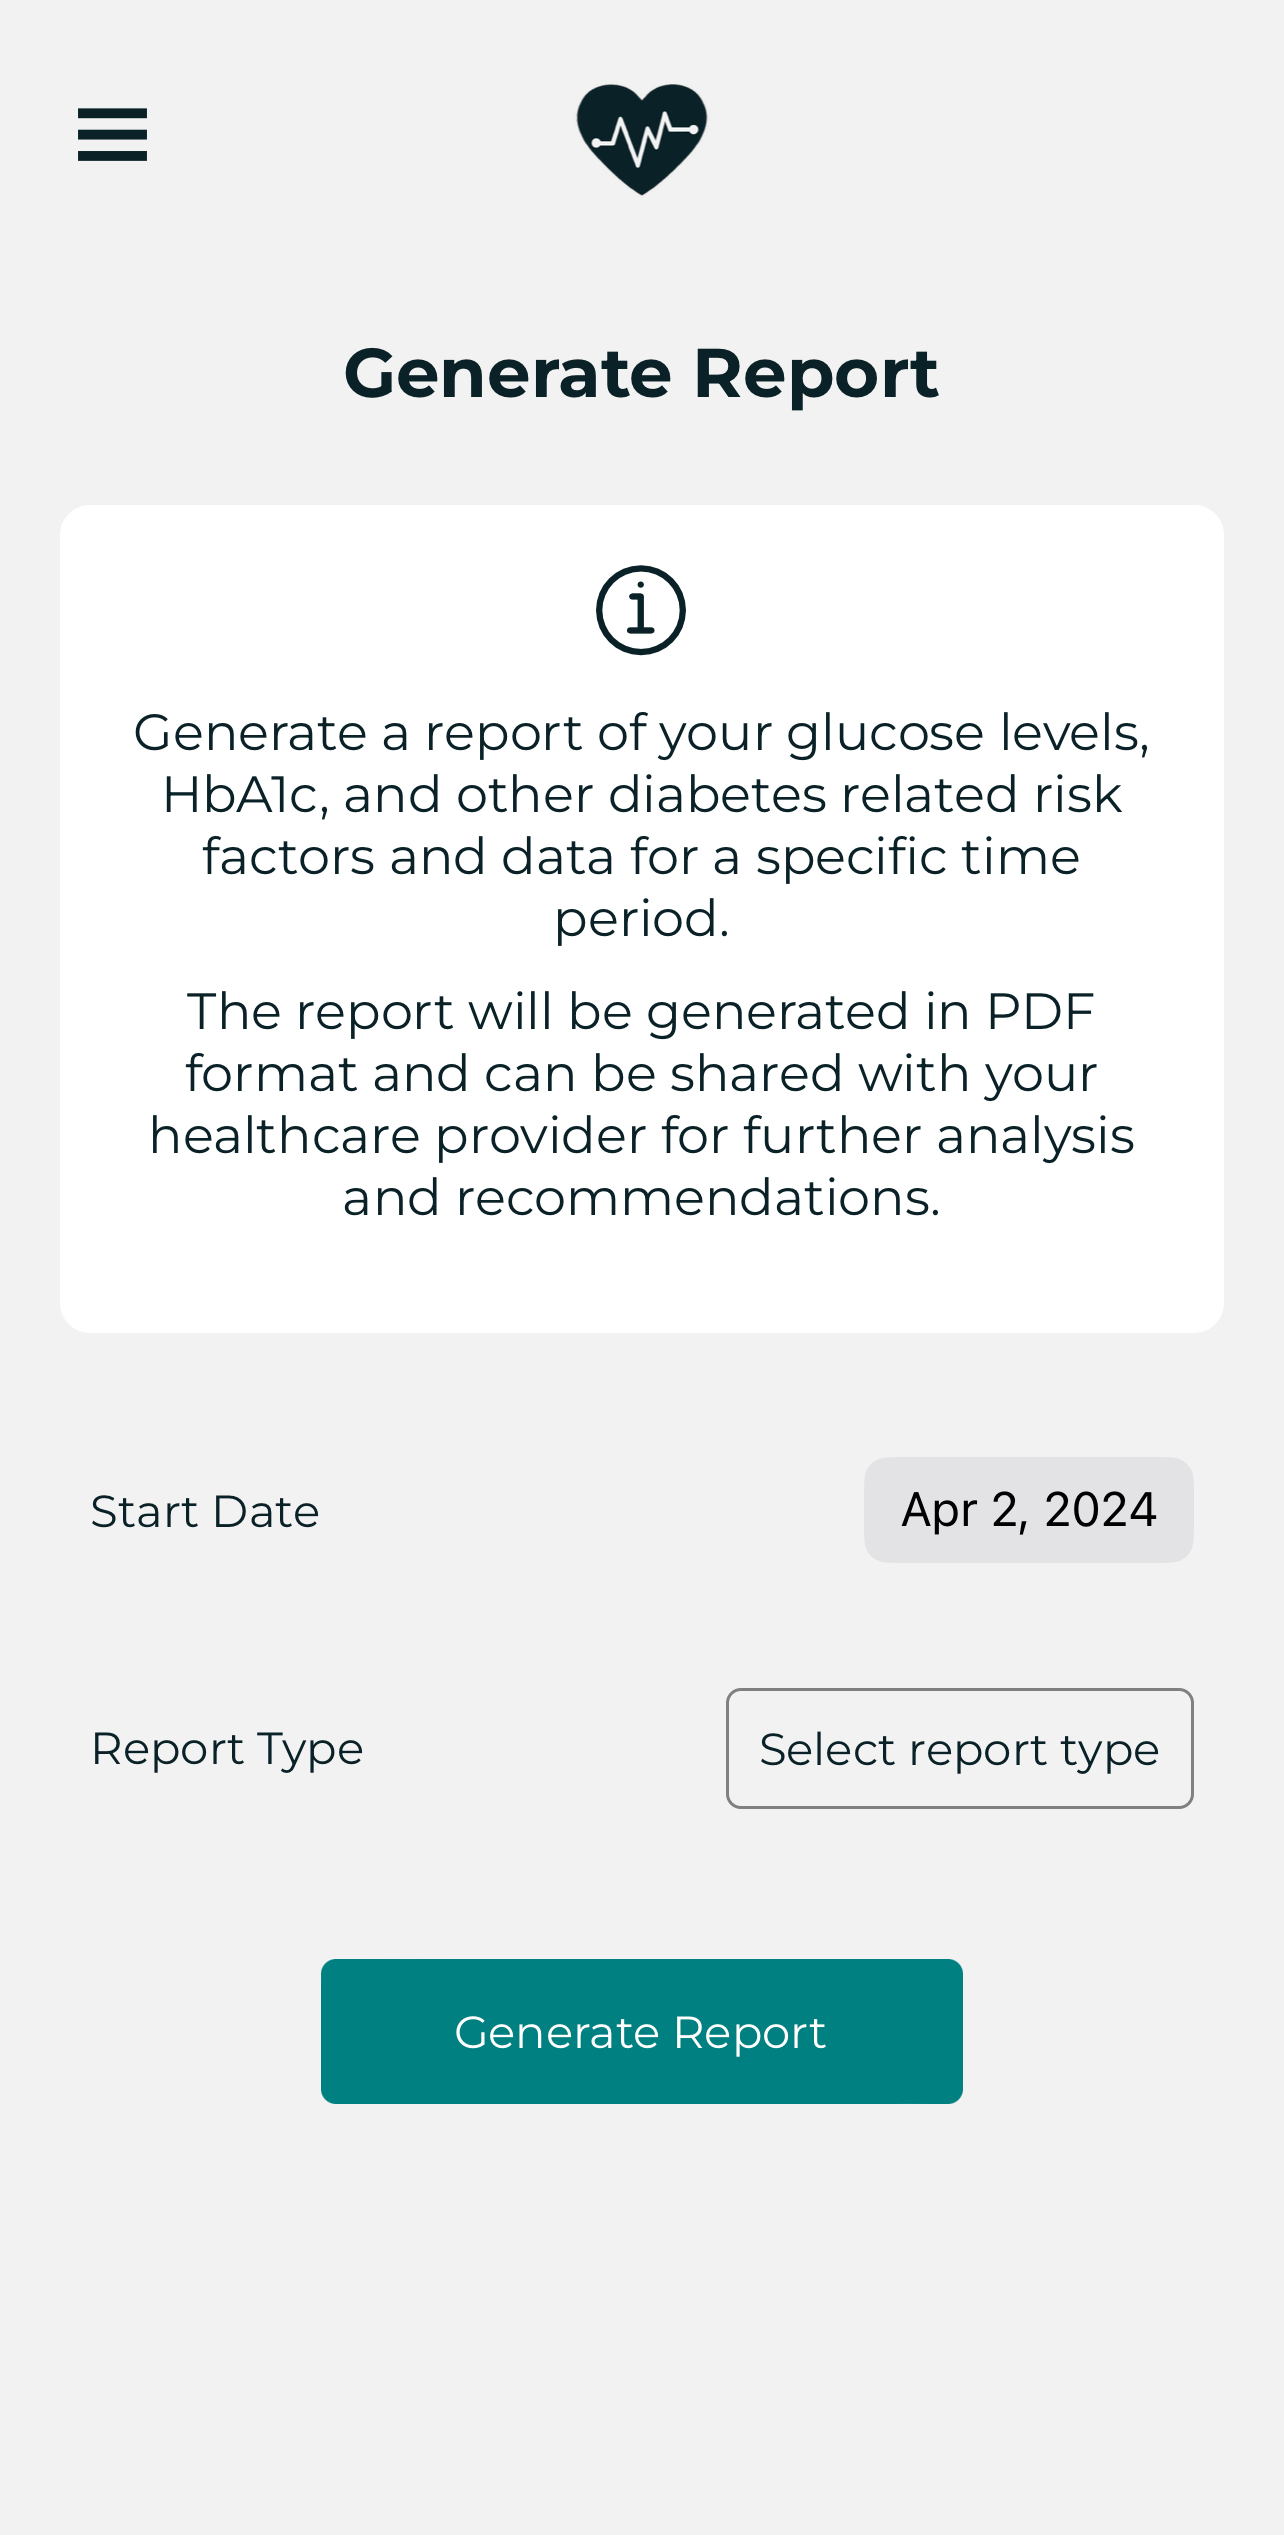 Generate Report
Generate a report of your glucose levels,
HbA1c, and other diabetes related risk
factors and data for a specific time
period.
The report will be generated in PDF
format and can be shared with your
healthcare provider for further analysis
and recommendations.
Start Date
Apr 2, 2024
Report Type
Select report type
Generate Report